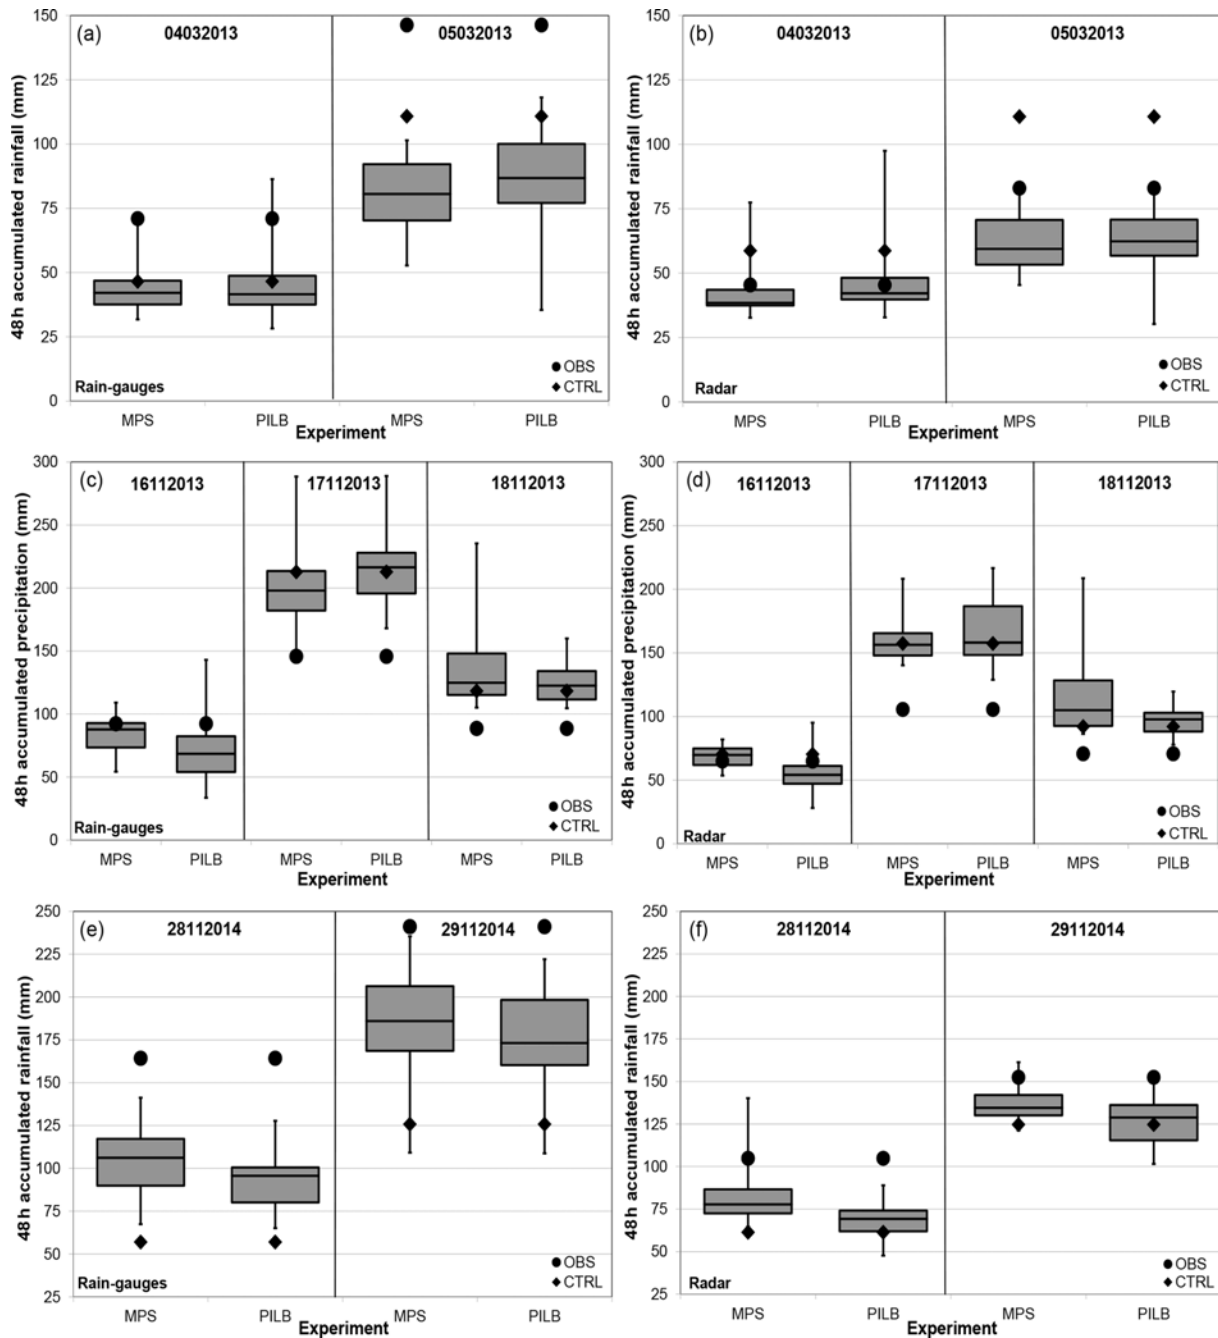 (a)
04032013
05032013
48h accumulated rainfall (mm)
150
125
100
75
50
25
0
Rain-gauges
OBS
CTRL
MPS
PILB
MPS
PILB
Experiment
(b)
04032013
05032013
48h accumulated rainfall (mm)
150
125
100
75
50
25
0
Radar
OBS
CTRL
MPS
PILB
MPS
PILB
Experiment
(c)
16112013
17112013
18112013
48h accumulated precipitation (mm)
300
250
200
150
100
50
0
Rain-gauges
OBS
CTRL
MPS
PILB
MPS
PILB
MPS
PILB
Experiment
(d)
16112013
17112013
18112013
48h accumulated precipitation (mm)
300
250
200
150
100
50
0
Radar
OBS
CTRL
MPS
PILB
MPS
PILB
MPS
PILB
Experiment
(e)
28112014
29112014
48h accumulated rainfall (mm)
250
225
200
175
150
125
100
75
50
25
Rain-gauges
OBS
CTRL
MPS
PILB
MPS
PILB
Experiment
(f)
28112014
29112014
48h accumulated rainfall (mm)
250
225
200
175
150
125
100
75
50
25
Radar
OBS
CTRL
MPS
PILB
MPS
PILB
Experiment